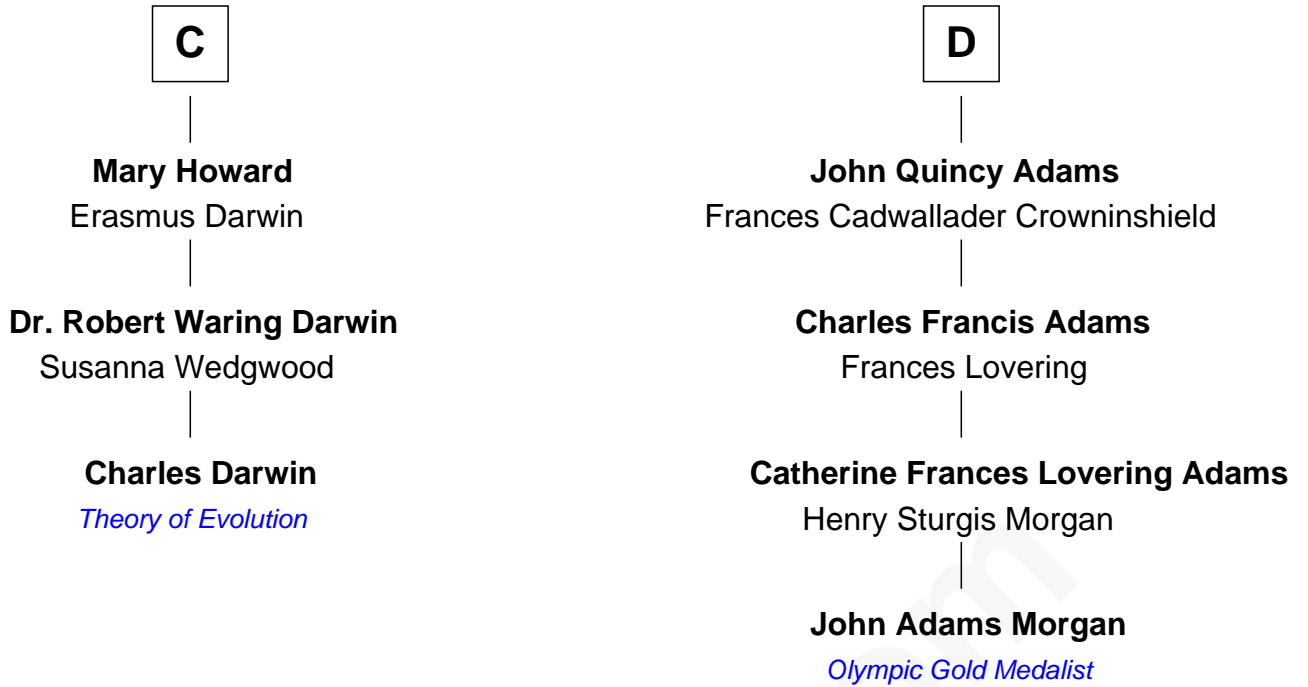 C
Mary Howard
Erasmus Darwin
Dr. Robert Waring Darwin
Susanna Wedgwood
Charles Darwin
Theory of Evolution
D
John Quincy Adams
Frances Cadwallader Crowninshield
Charles Francis Adams
Frances Lovering
Catherine Frances Lovering Adams
Henry Sturgis Morgan
John Adams Morgan
Olympic Gold Medalist